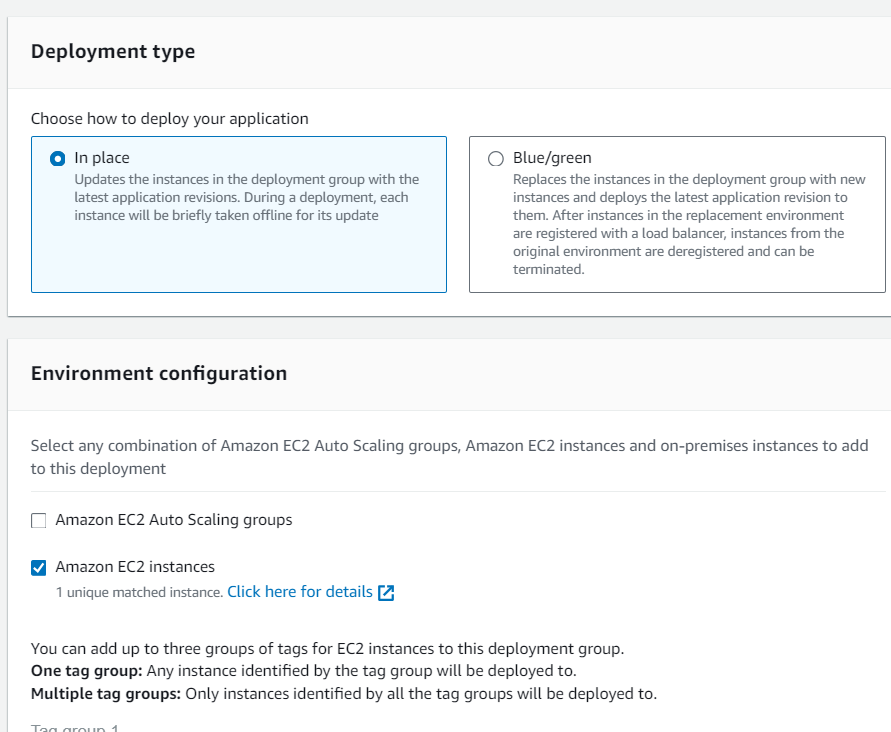 Deployment type
Choose how to deploy your application
In place
Updates the instances in the deployment group with the
latest application revisions. During a deployment, each
instance will be briefly taken offline for its update
Blue/green
Replaces the instances in the deployment group with new
instances and deploys the latest application revision to
them. After instances in the replacement environment
are registered with a load balancer, instances from the
original environment are deregistered and can be
terminated.
Environment configuration
Select any combination of Amazon EC2 Auto Scaling groups, Amazon EC2 instances and on-premises instances to add
to this deployment
Amazon EC2 Auto Scaling groups
Amazon EC2 instances
1 unique matched instance. Click here for details
You can add up to three groups of tags for EC2 instances to this deployment group.
One tag group: Any instance identified by the tag group will be deployed to.
Multiple tag groups: Only instances identified by all the tag groups will be deployed to.
Tag group 1